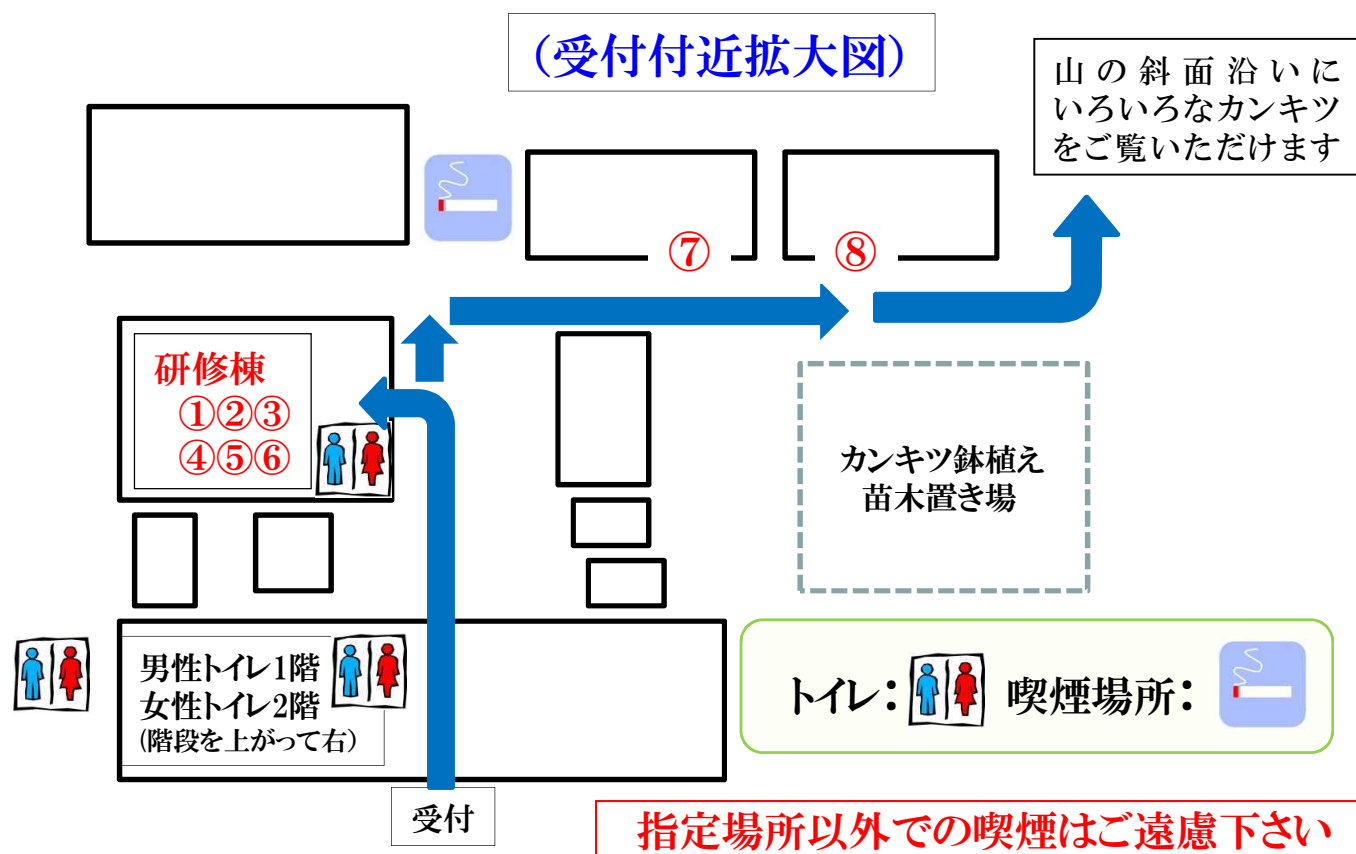 (受付付近拡大図)
山の斜面沿いに
いろいろなカンキツ
をご覧いただけます
⑦
⑧
研修棟
①②③
④⑤⑥
カンキツ鉢植え
苗木置き場
男性トイレ1階
女性トイレ2階
(階段を上がって右)
トイレ：
喫煙場所：
受付
指定場所以外での喫煙はご遠慮下さい